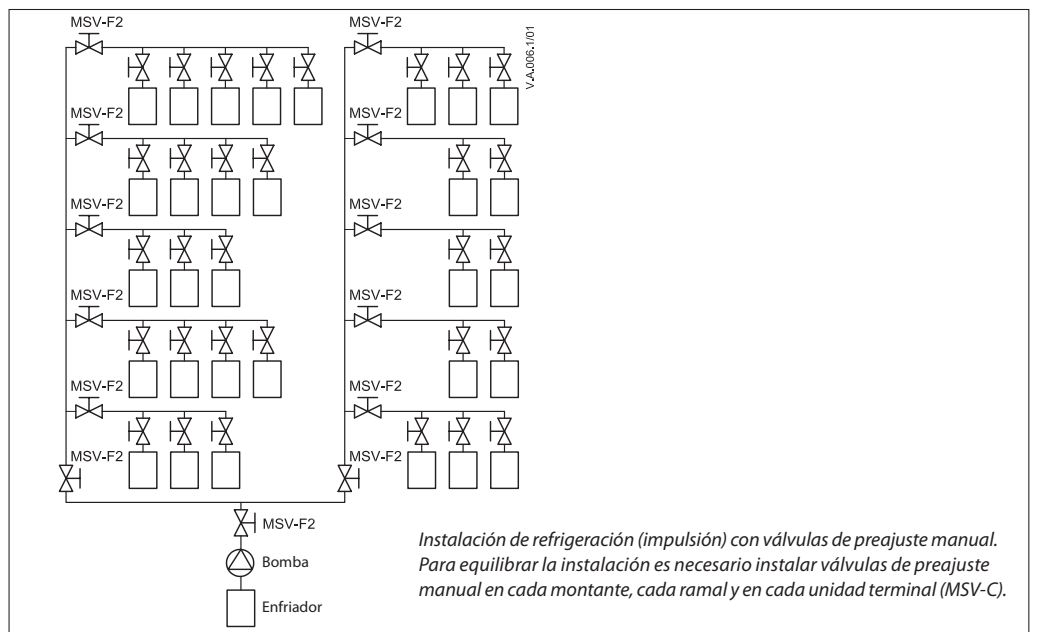 MSV-F2
MSV-F2
V.A.006.1/01
MSV-F2
MSV-F2
MSV-F2
MSV-F2
MSV-F2
MSV-F2
MSV-F2
MSV-F2
MSV-F2
MSV-F2
MSV-F2
Bomba
Enfriador
Instalación de refrigeración (impulsión) con válvulas de preajuste manual.
Para equilibrar la instalación es necesario instalar válvulas de preajuste
manual en cada montante, cada ramal y en cada unidad terminal (MSV-C).